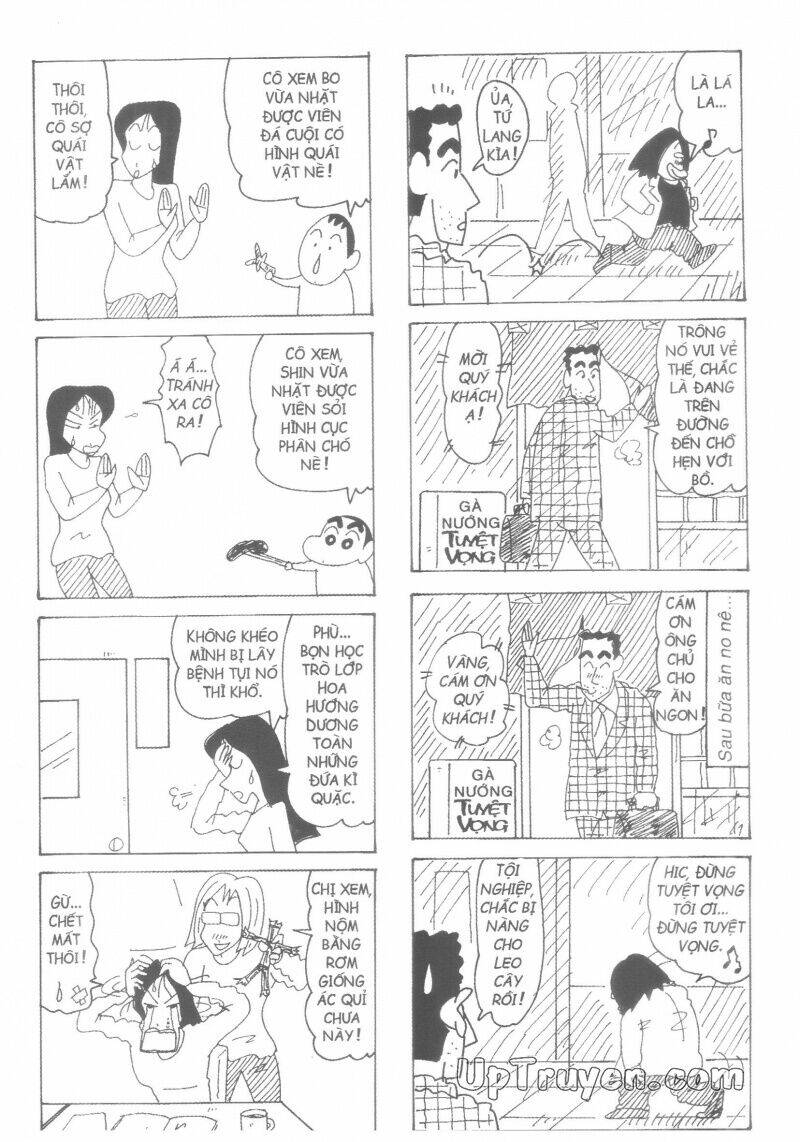 CÔ XEM BO
VỪA NHẶT
ĐƯỢC VIÊN
ĐÁ CUỘI CÓ
HÌNH QUÁI
VẬT NÈ!
THÔI
THÔI,
CÔ SỢ
QUÁI
VẬT
LẮM!
CÔ XEM,
SHIN VỪA
NHẶT ĐƯỢC
VIÊN SỎI
HÌNH CỤC
PHÂN CHÓ
NÈ!
Á Á...
TRÁNH
XA CÔ
RA!
PHÙ...
BỌN HỌC
TRÒ LỚP
HOA
HƯỚNG
DƯƠNG
TOÀN
NHỮNG
ĐỨA KÌ
QUẶC.
KHÔNG KHÉO
MÌNH BỊ LÂY
BỆNH TỤI NÓ
THÌ KHỔ.
CHỊ XEM,
HÌNH
NỘM
BẰNG
RƠM
GIỐNG
ÁC QUỈ
CHƯA
NÀY!
GỪ...
CHẾT
MẤT
THÔI!
LÀ LÁ
LA...
ỦA,
TỨ
LANG
KÌA!
TRÔNG
NÓ VUI VẺ
THẾ, CHẮC
LÀ ĐANG
TRÊN
ĐƯỜNG
ĐẾN CHỖ
HẸN VỚI
BỒ.
MỜI
QUÝ
KHÁCH
Ạ!
GÀ
NƯỚNG
TUYỆT
VỌNG
Sau bữa ăn no nê...
CÁM
ƠN
ÔNG
CHỦ
CHO
ĂN
NGON!
VÂNG,
CÁM ƠN
QUÝ
KHÁCH!
GÀ
NƯỚNG
TUYỆT
VỌNG
HIC, ĐỪNG
TUYỆT VỌNG
TÔI ƠI...
ĐỪNG TUYỆT
VỌNG.
TỘI
NGHIỆP,
CHẮC BỊ
NÀNG
CHO
LEO
CÂY
RỒI!
UpTruyen.com